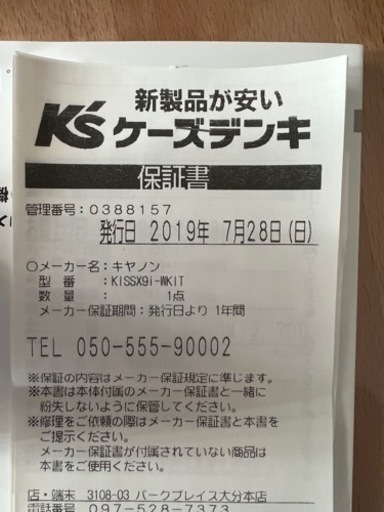 新製品が安い
K's ケーズデンキ
保証書
管理番号:0388157
発行日 2019年 7月28日(日)
○メーカー名:キヤノン
型 番 :KISSX9i-WKIT
数量 : 1点
メーカー保証期間:発行日より 1年間
TEL 050-555-90002
※保証の内容はメーカー保証規定に準じます。
※本書は本体付属のメーカー保証書と一緒に
紛失しないように保管してください。
※修理をご依頼の際はメーカー保証書と本書を
ご提示ください。
メーカー保証書が付属されていない商品は
本書をご使用ください。
店・端末 3108-03 パークプレイス大分本店
電話番号 097-528-7373